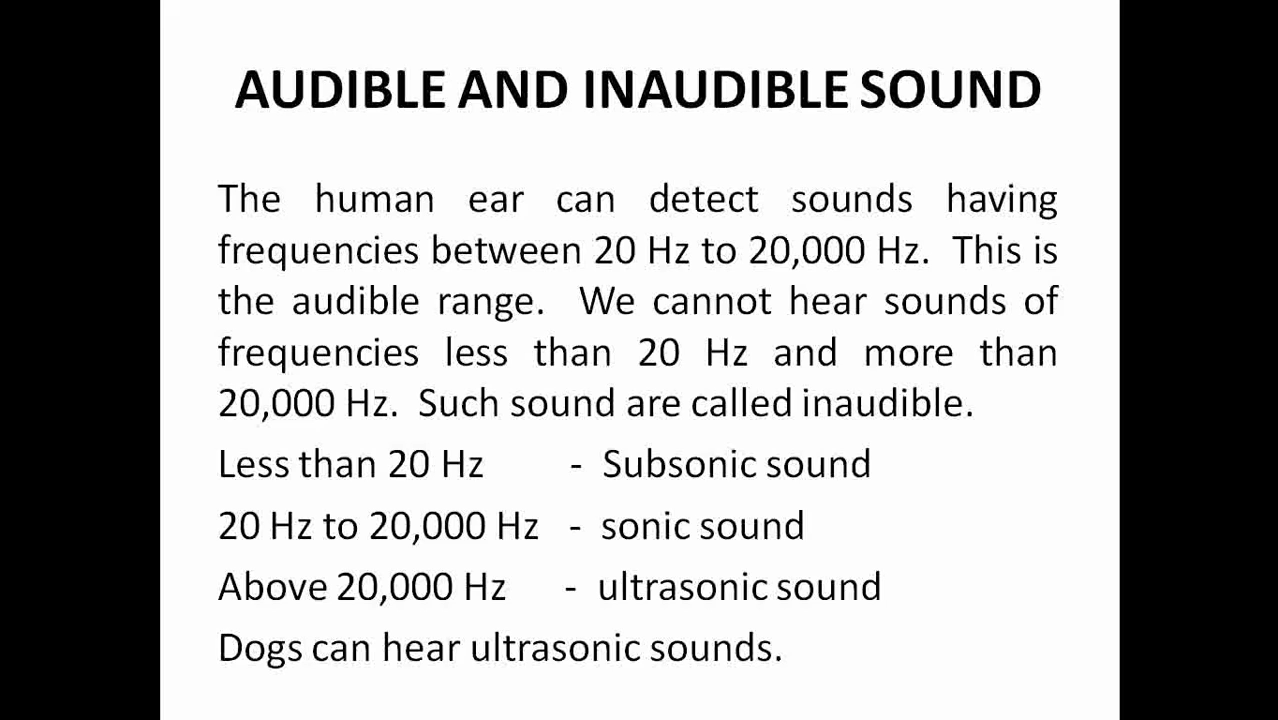 AUDIBLE AND INAUDIBLE SOUND
The human ear can detect sounds having
frequencies between 20 Hz to 20,000 Hz. This is
the audible range. We cannot hear sounds of
frequencies less than 20 Hz and more than
20,000 Hz. Such sound are called inaudible.
Less than 20 Hz - Subsonic sound
20 Hz to 20,000 Hz - sonic sound
Above 20,000 Hz - ultrasonic sound
Dogs can hear ultrasonic sounds.